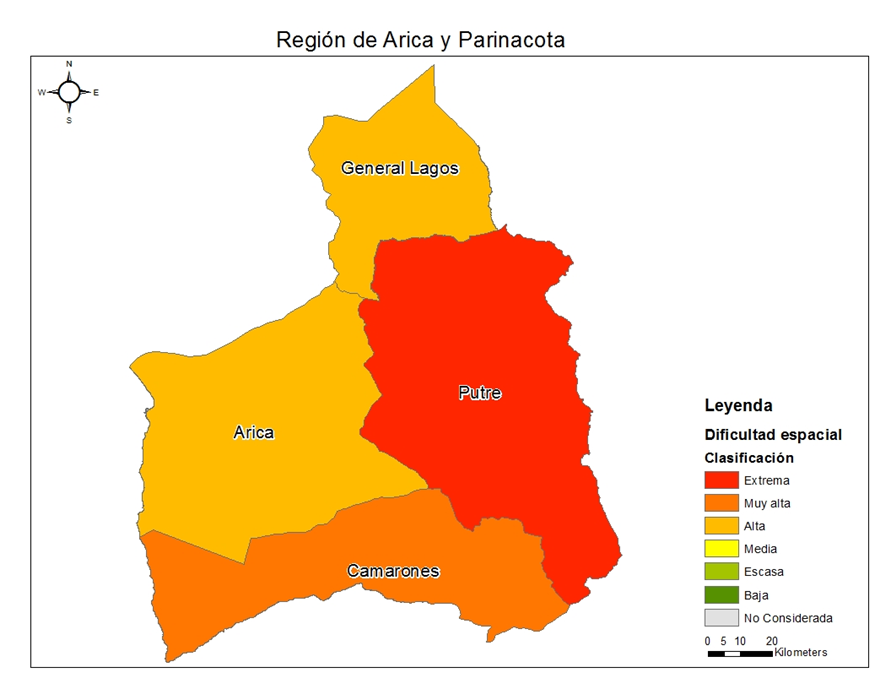 Región de Arica y Parinacota
N
W E
S
General Lagos
Putre
Arica
Camarones
Leyenda
Dificultad espacial
Clasificación
Extrema
Muy alta
Alta
Media
Escasa
Baja
No Considerada
0 5 10 20
Kilometers